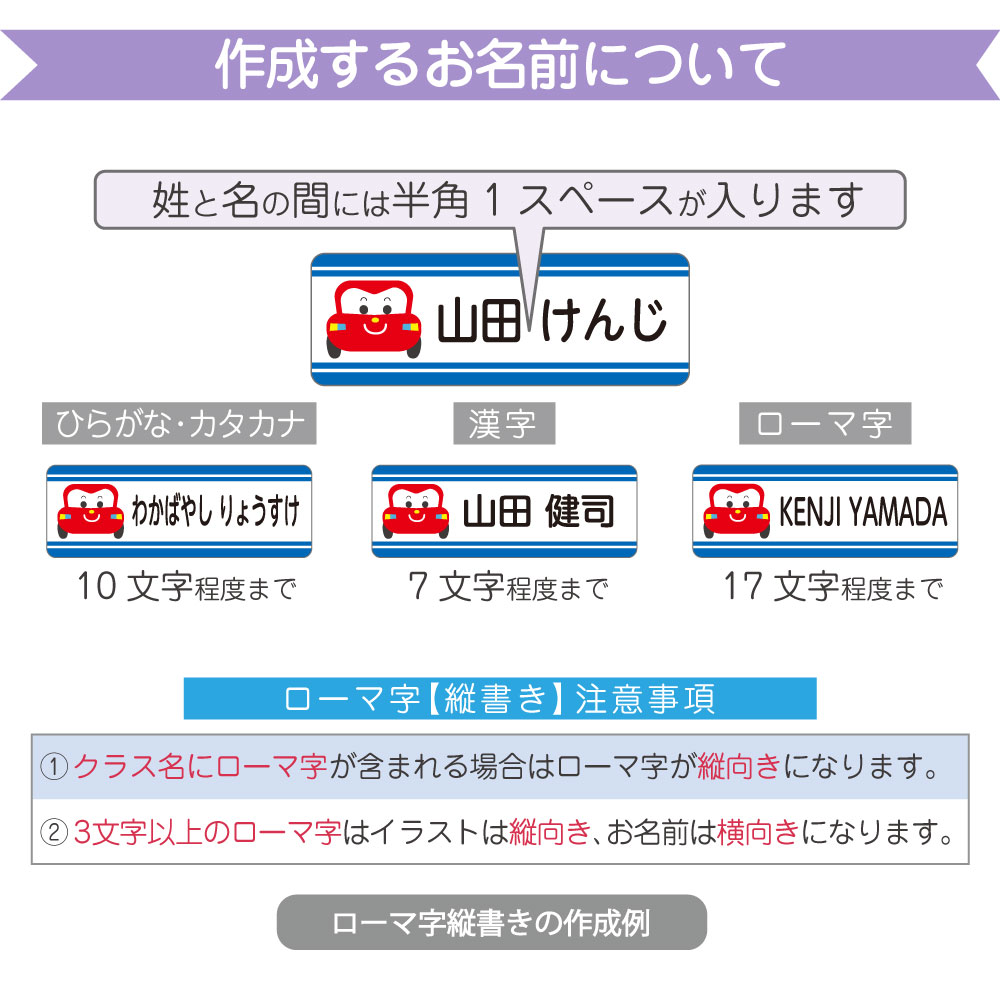 作成するお名前について
姓と名の間には半角1スペースが入ります
山田 けんじ
ひらがな・カタカナ
漢字
ローマ字
わかばやし りょうすけ
山田 健司
KENJI YAMADA
10文字程度まで
7文字程度まで
17文字程度まで
ローマ字【縦書き】注意事項
①クラス名にローマ字が含まれる場合はローマ字が縦向きになります。
②3文字以上のローマ字はイラストは縦向き、お名前は横向きになります。
ローマ字縦書きの作成例